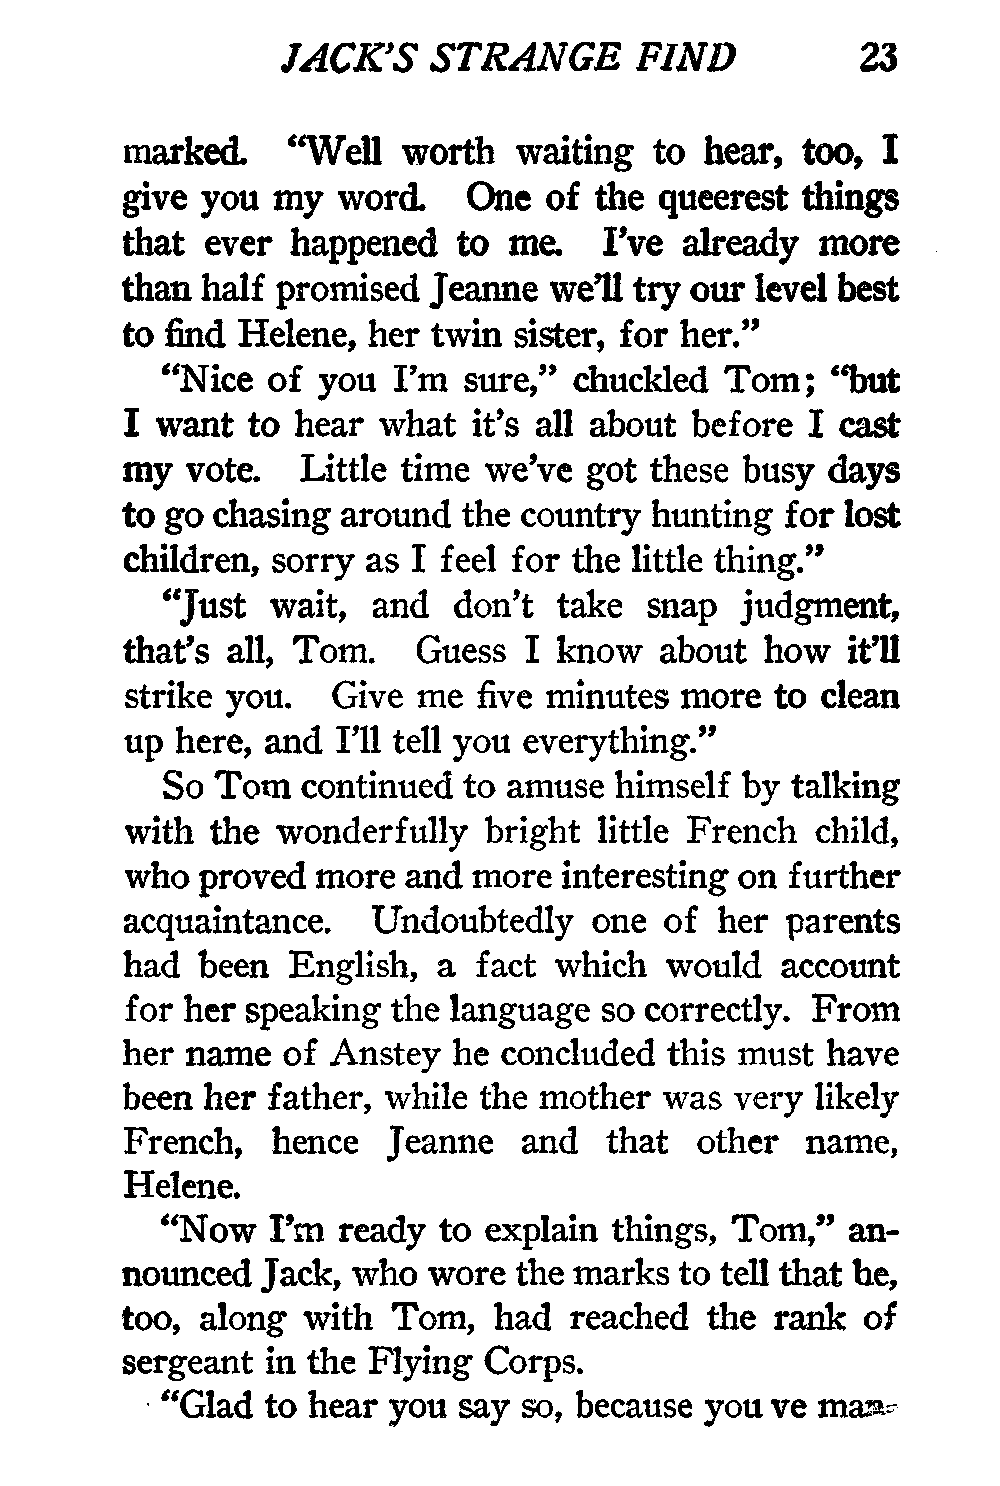 JACK'S STRANGE FIND 23
marked. “Well worth waiting to hear, too, I
give you my word. One of the queerest things
that ever happened to me. I've already more
than half promised Jeanne we'll try our level best
to find Helene, her twin sister, for her.”
“Nice of you I'm sure,” chuckled Tom; “but
I want to hear what it's all about before I cast
my vote. Little time we've got these busy days
to go chasing around the country hunting for lost
children, sorry as I feel for the little thing.”
“Just wait, and don't take snap judgment,
that's all, Tom. Guess I know about how it'll
strike you. Give me five minutes more to clean
up here, and I'll tell you everything.”
So Tom continued to amuse himself by talking
with the wonderfully bright little French child,
who proved more and more interesting on further
acquaintance. Undoubtedly one of her parents
had been English, a fact which would account
for her speaking the language so correctly. From
her name of Anstey he concluded this must have
been her father, while the mother was very likely
French, hence Jeanne and that other name,
Helene.
“Now I'm ready to explain things, Tom,” an-
nounced Jack, who wore the marks to tell that he,
too, along with Tom, had reached the rank of
sergeant in the Flying Corps.
“Glad to hear you say so, because you ve man-